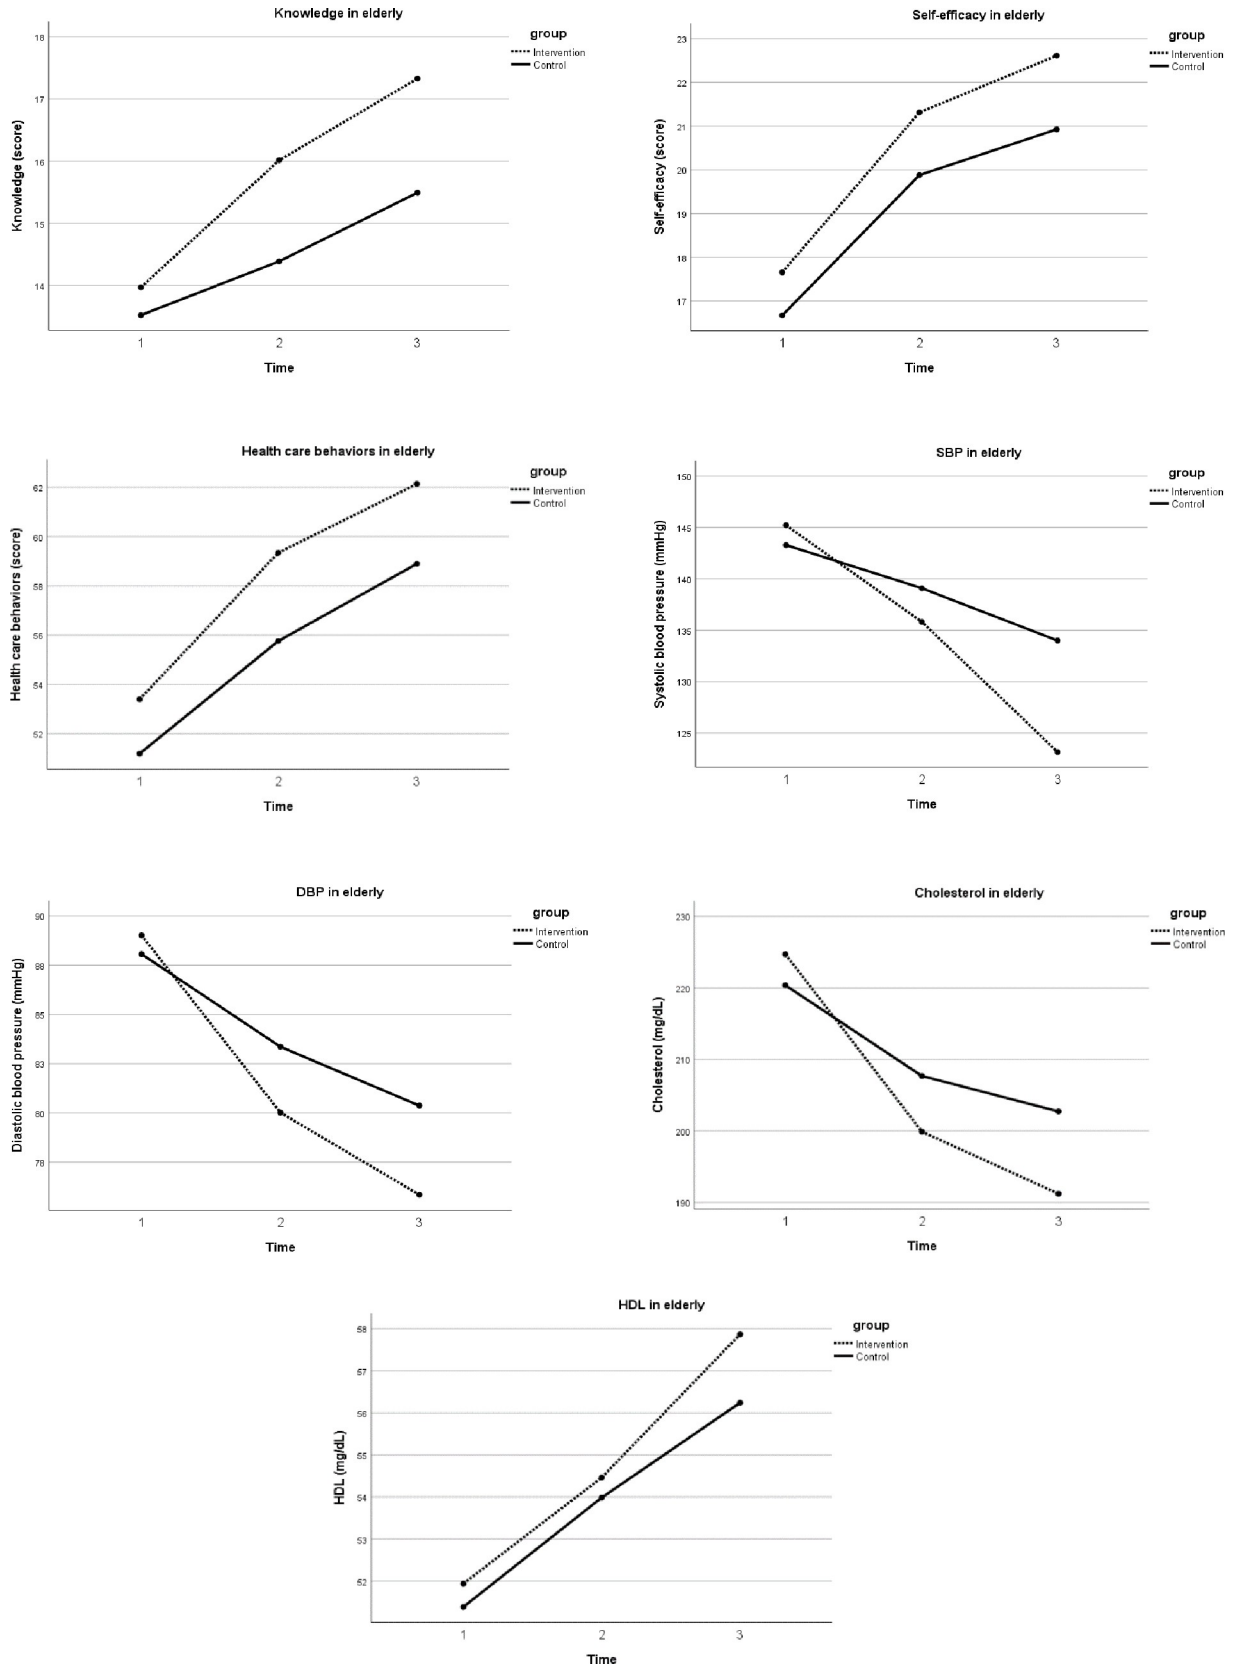 Knowledge in elderly
group
Intervention
Control
Knowledge (score)
18
17
16
15
14
1 2 3
Time
Self-efficacy in elderly
group
Intervention
Control
Self-efficacy (score)
23
22
21
20
19
18
17
1 2 3
Time
Health care behaviors in elderly
group
Intervention
Control
Health care behaviors (score)
62
60
58
56
54
52
1 2 3
Time
SBP in elderly
group
Intervention
Control
Systolic blood pressure (mmHg)
150
145
140
135
130
125
1 2 3
Time
DBP in elderly
group
Intervention
Control
Diastolic blood pressure (mmHg)
90
88
85
83
80
78
1 2 3
Time
Cholesterol in elderly
group
Intervention
Control
Cholesterol (mg/dL)
230
220
210
200
190
1 2 3
Time
HDL in elderly
group
Intervention
Control
HDL (mg/dL)
58
57
56
55
54
53
52
1 2 3
Time